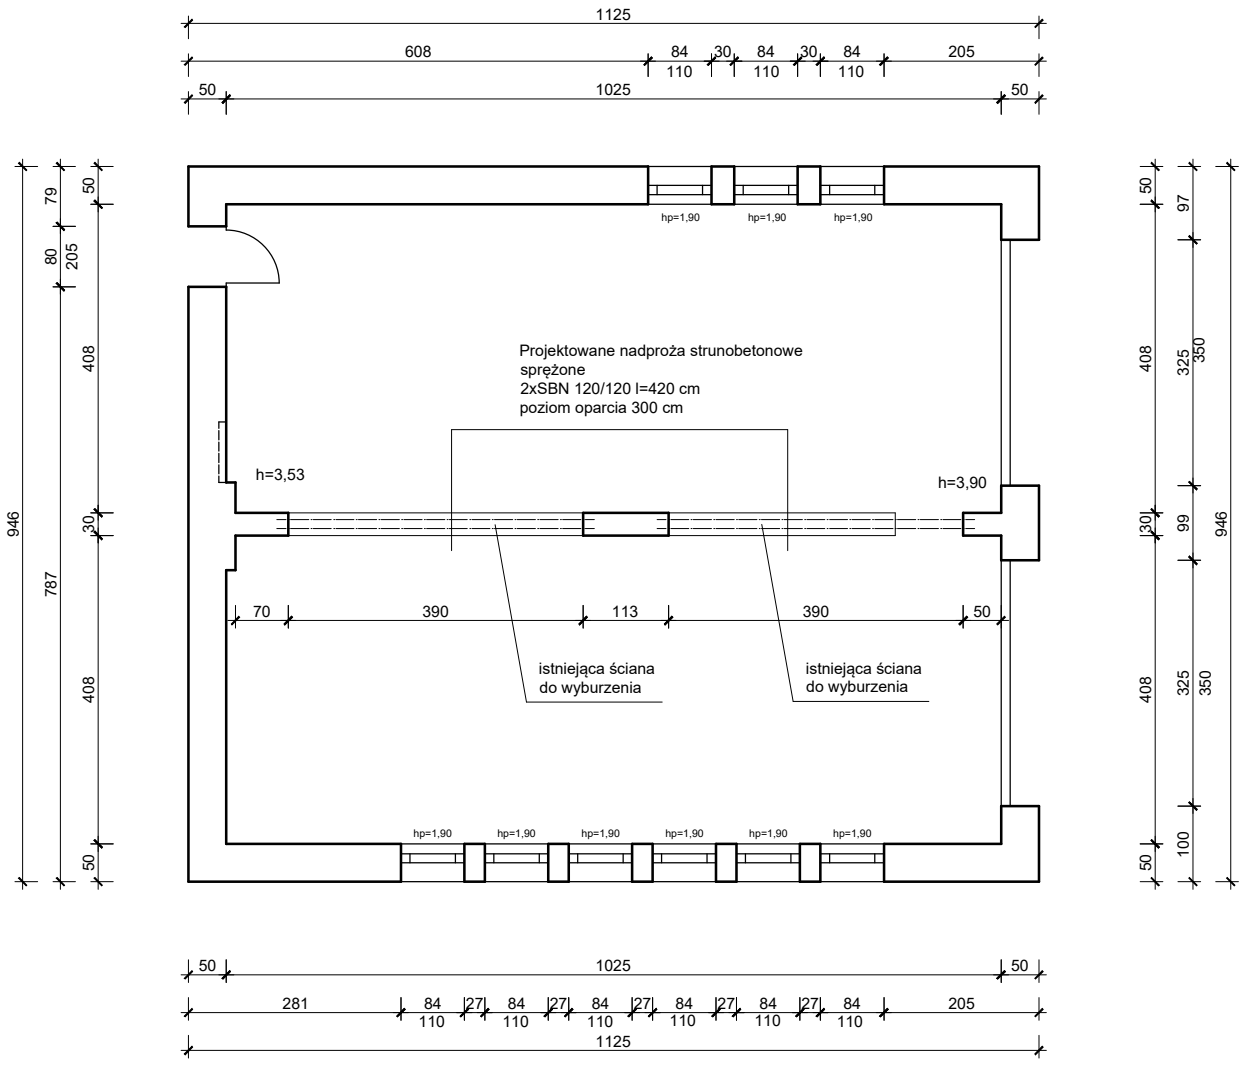 1125
608 84 30 84 30 84 205
110 110 110
50 1025 50
hp=1,90 hp=1,90 hp=1,90
50 79
80 205
408
946
30
787
408
50
50 97
408 325 350
30 99 946
408 325 350
50 100
Projektowane nadproża strunobetonowe
sprężone
2xSBN 120/120 l=420 cm
poziom oparcia 300 cm
h=3,53 h=3,90
70 390 113 390 50
istniejąca ściana
do wyburzenia
istniejąca ściana
do wyburzenia
hp=1,90 hp=1,90 hp=1,90 hp=1,90 hp=1,90 hp=1,90
50 1025 50
281 84 27 84 27 84 27 84 27 84 27 84 205
110 110 110 110 110 110
1125